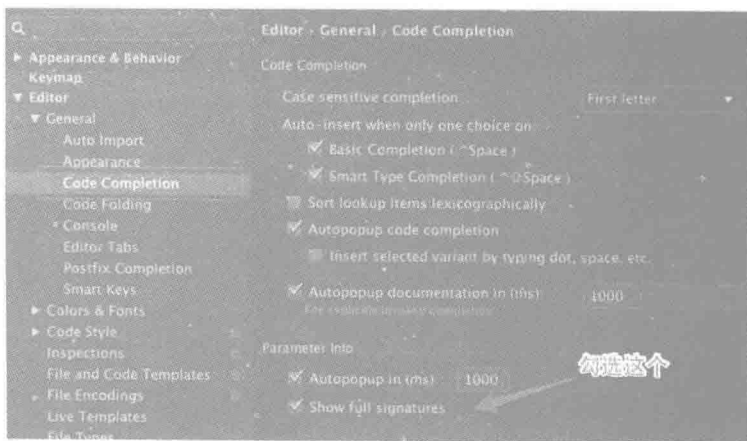 Editor › General › Code Completion
Appearance & Behavior
Keymap
Editor
General
Auto Import
Appearance
Code Completion
Code Folding
Console
Editor Tabs
Postfix Completion
Smart Keys
Colors & Fonts
Code Style
Inspections
File and Code Templates
File Encodings
Live Templates
File Types
Code Completion
Case sensitive completion First letter
Auto-insert when only one choice on:
Basic Completion ( ^Space )
Smart Type Completion ( ^⇧Space )
Sort lookup items lexicographically
Autopopup code completion
Insert selected variant by typing dot, space, etc.
Autopopup documentation in (ms) 1000
For explicitly invoked completion
Parameter Info
Autopopup in (ms) 1000
Show full signatures
勾选这个